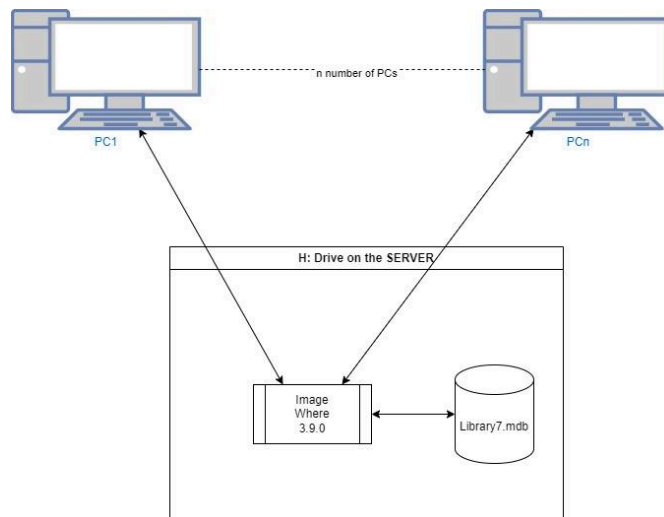 n number of PCs
PC1
PCn
H: Drive on the SERVER
Image
Where
3.9.0
Library7.mdb